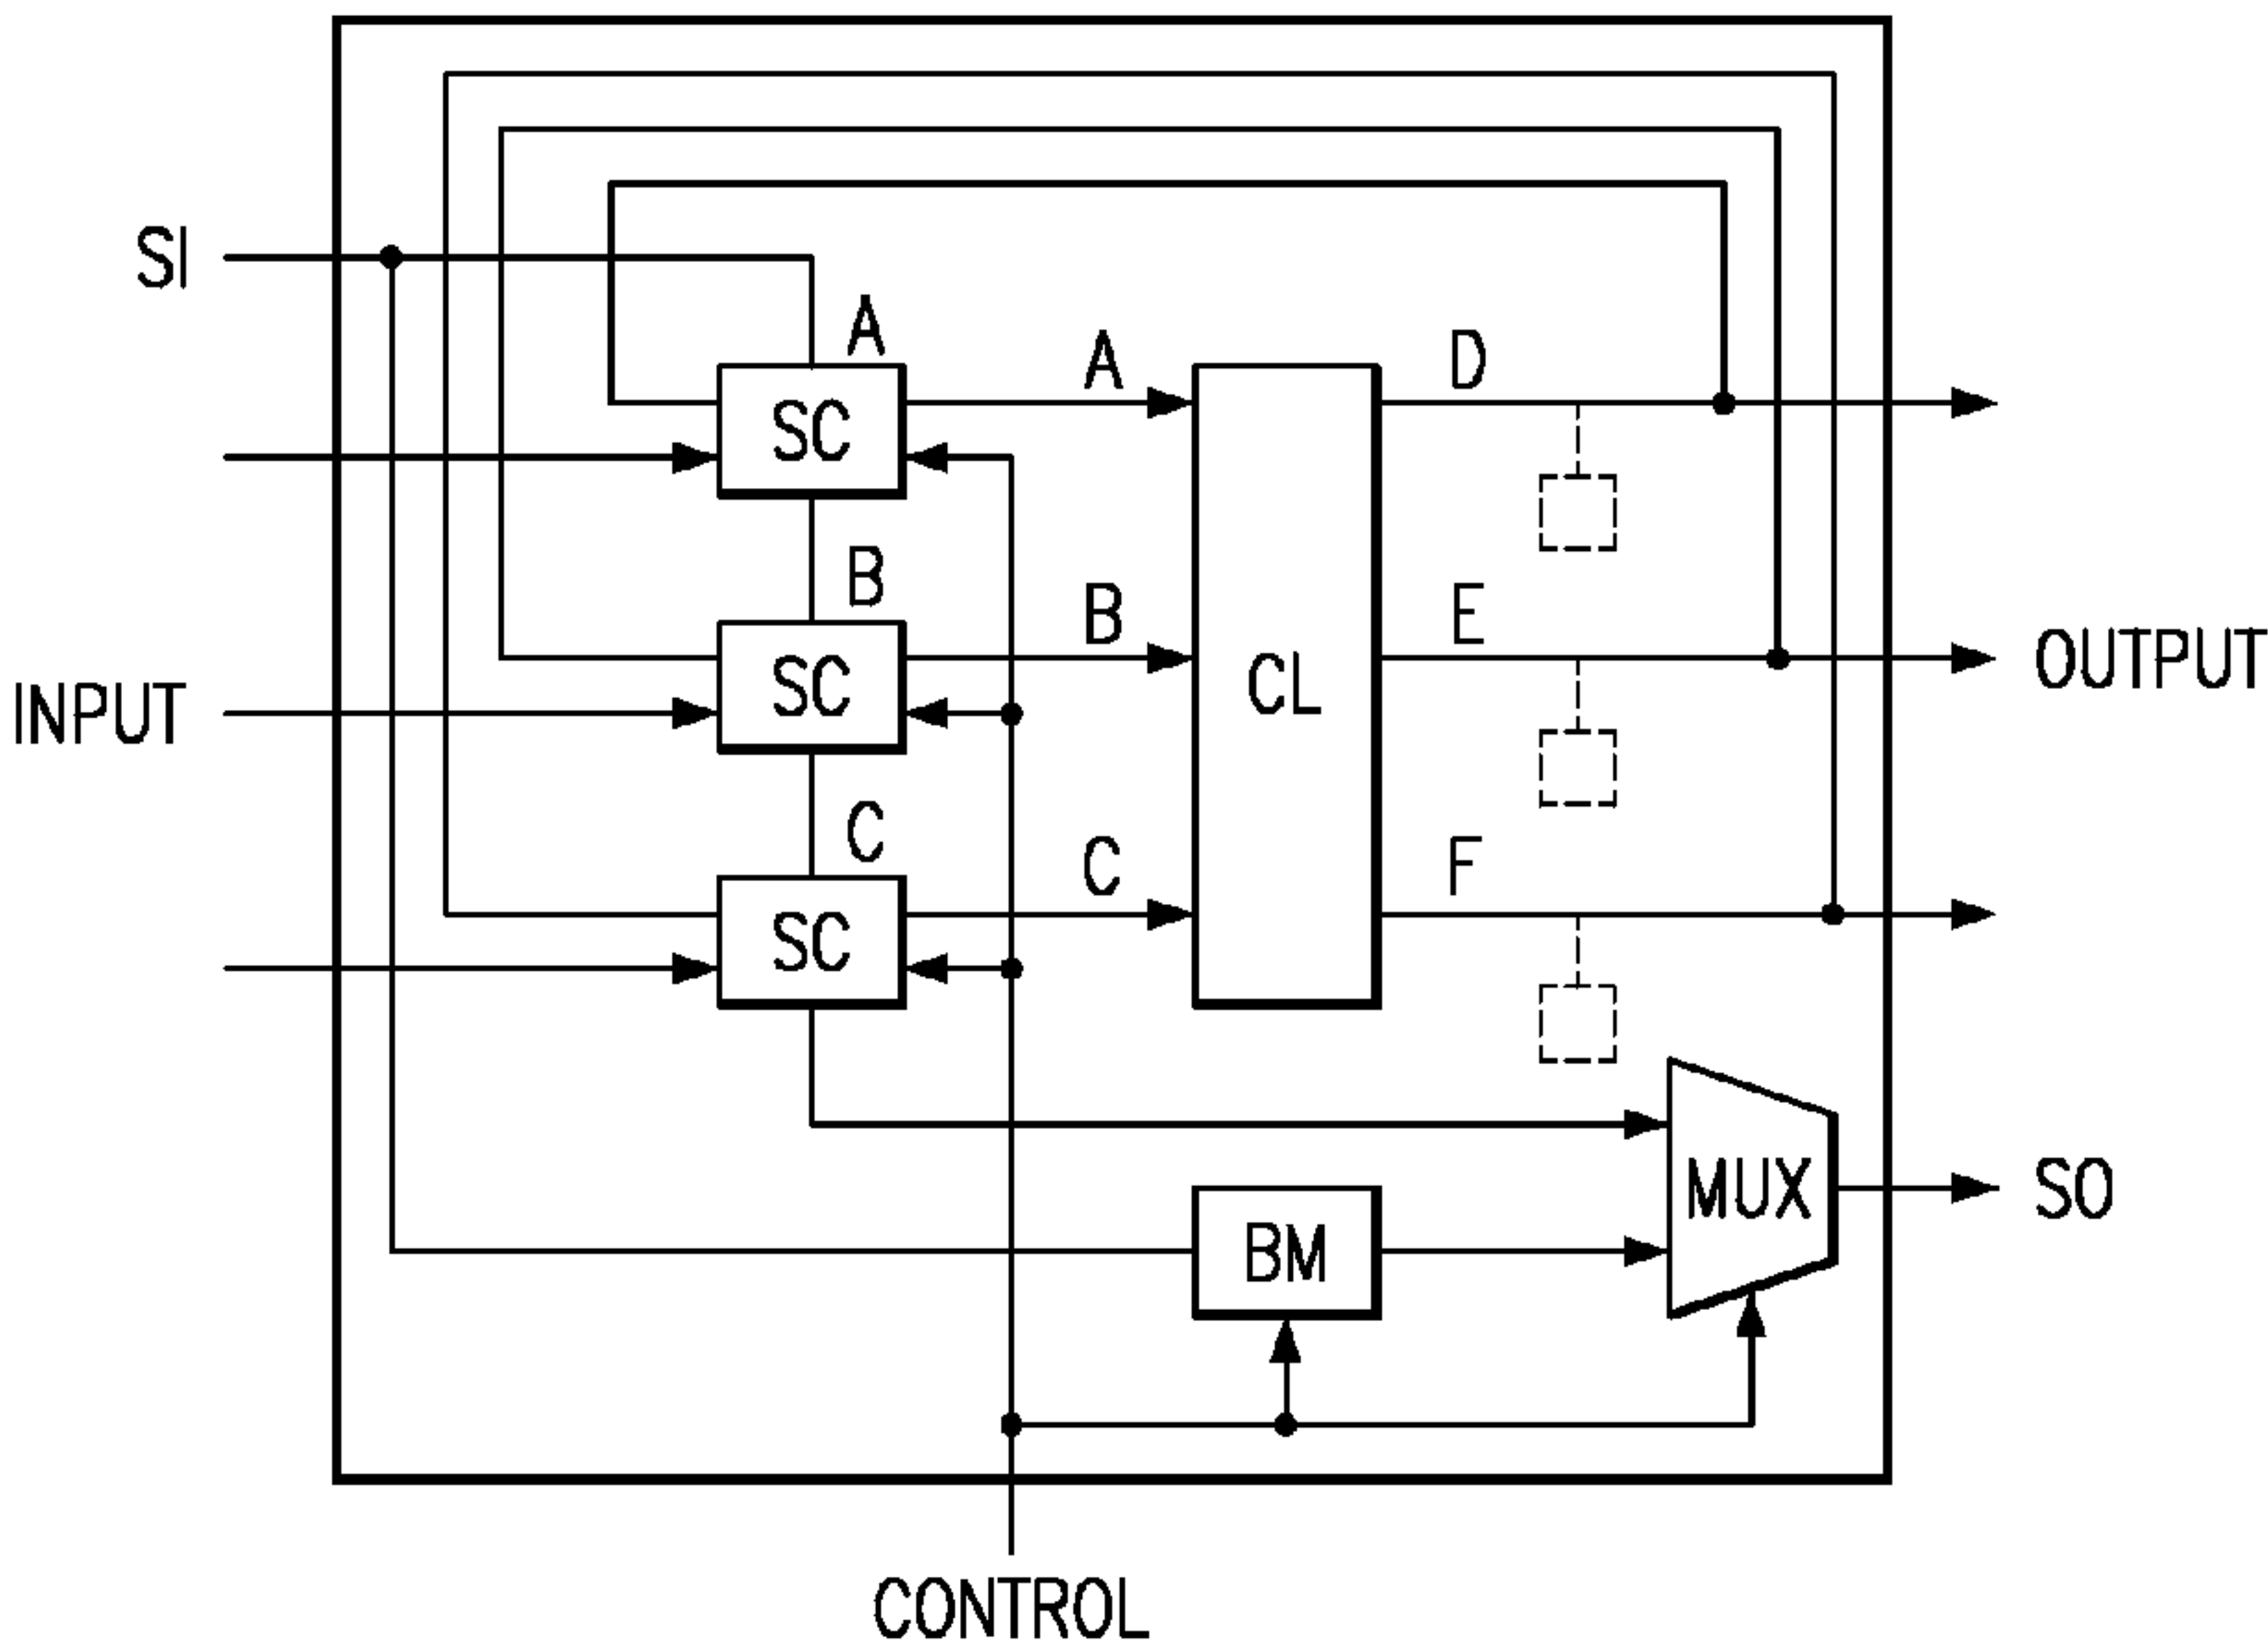 SI
A
A
D
SC
B
B
E
SC
CL
INPUT
OUTPUT
C
C
F
SC
MUX
SO
BM
CONTROL